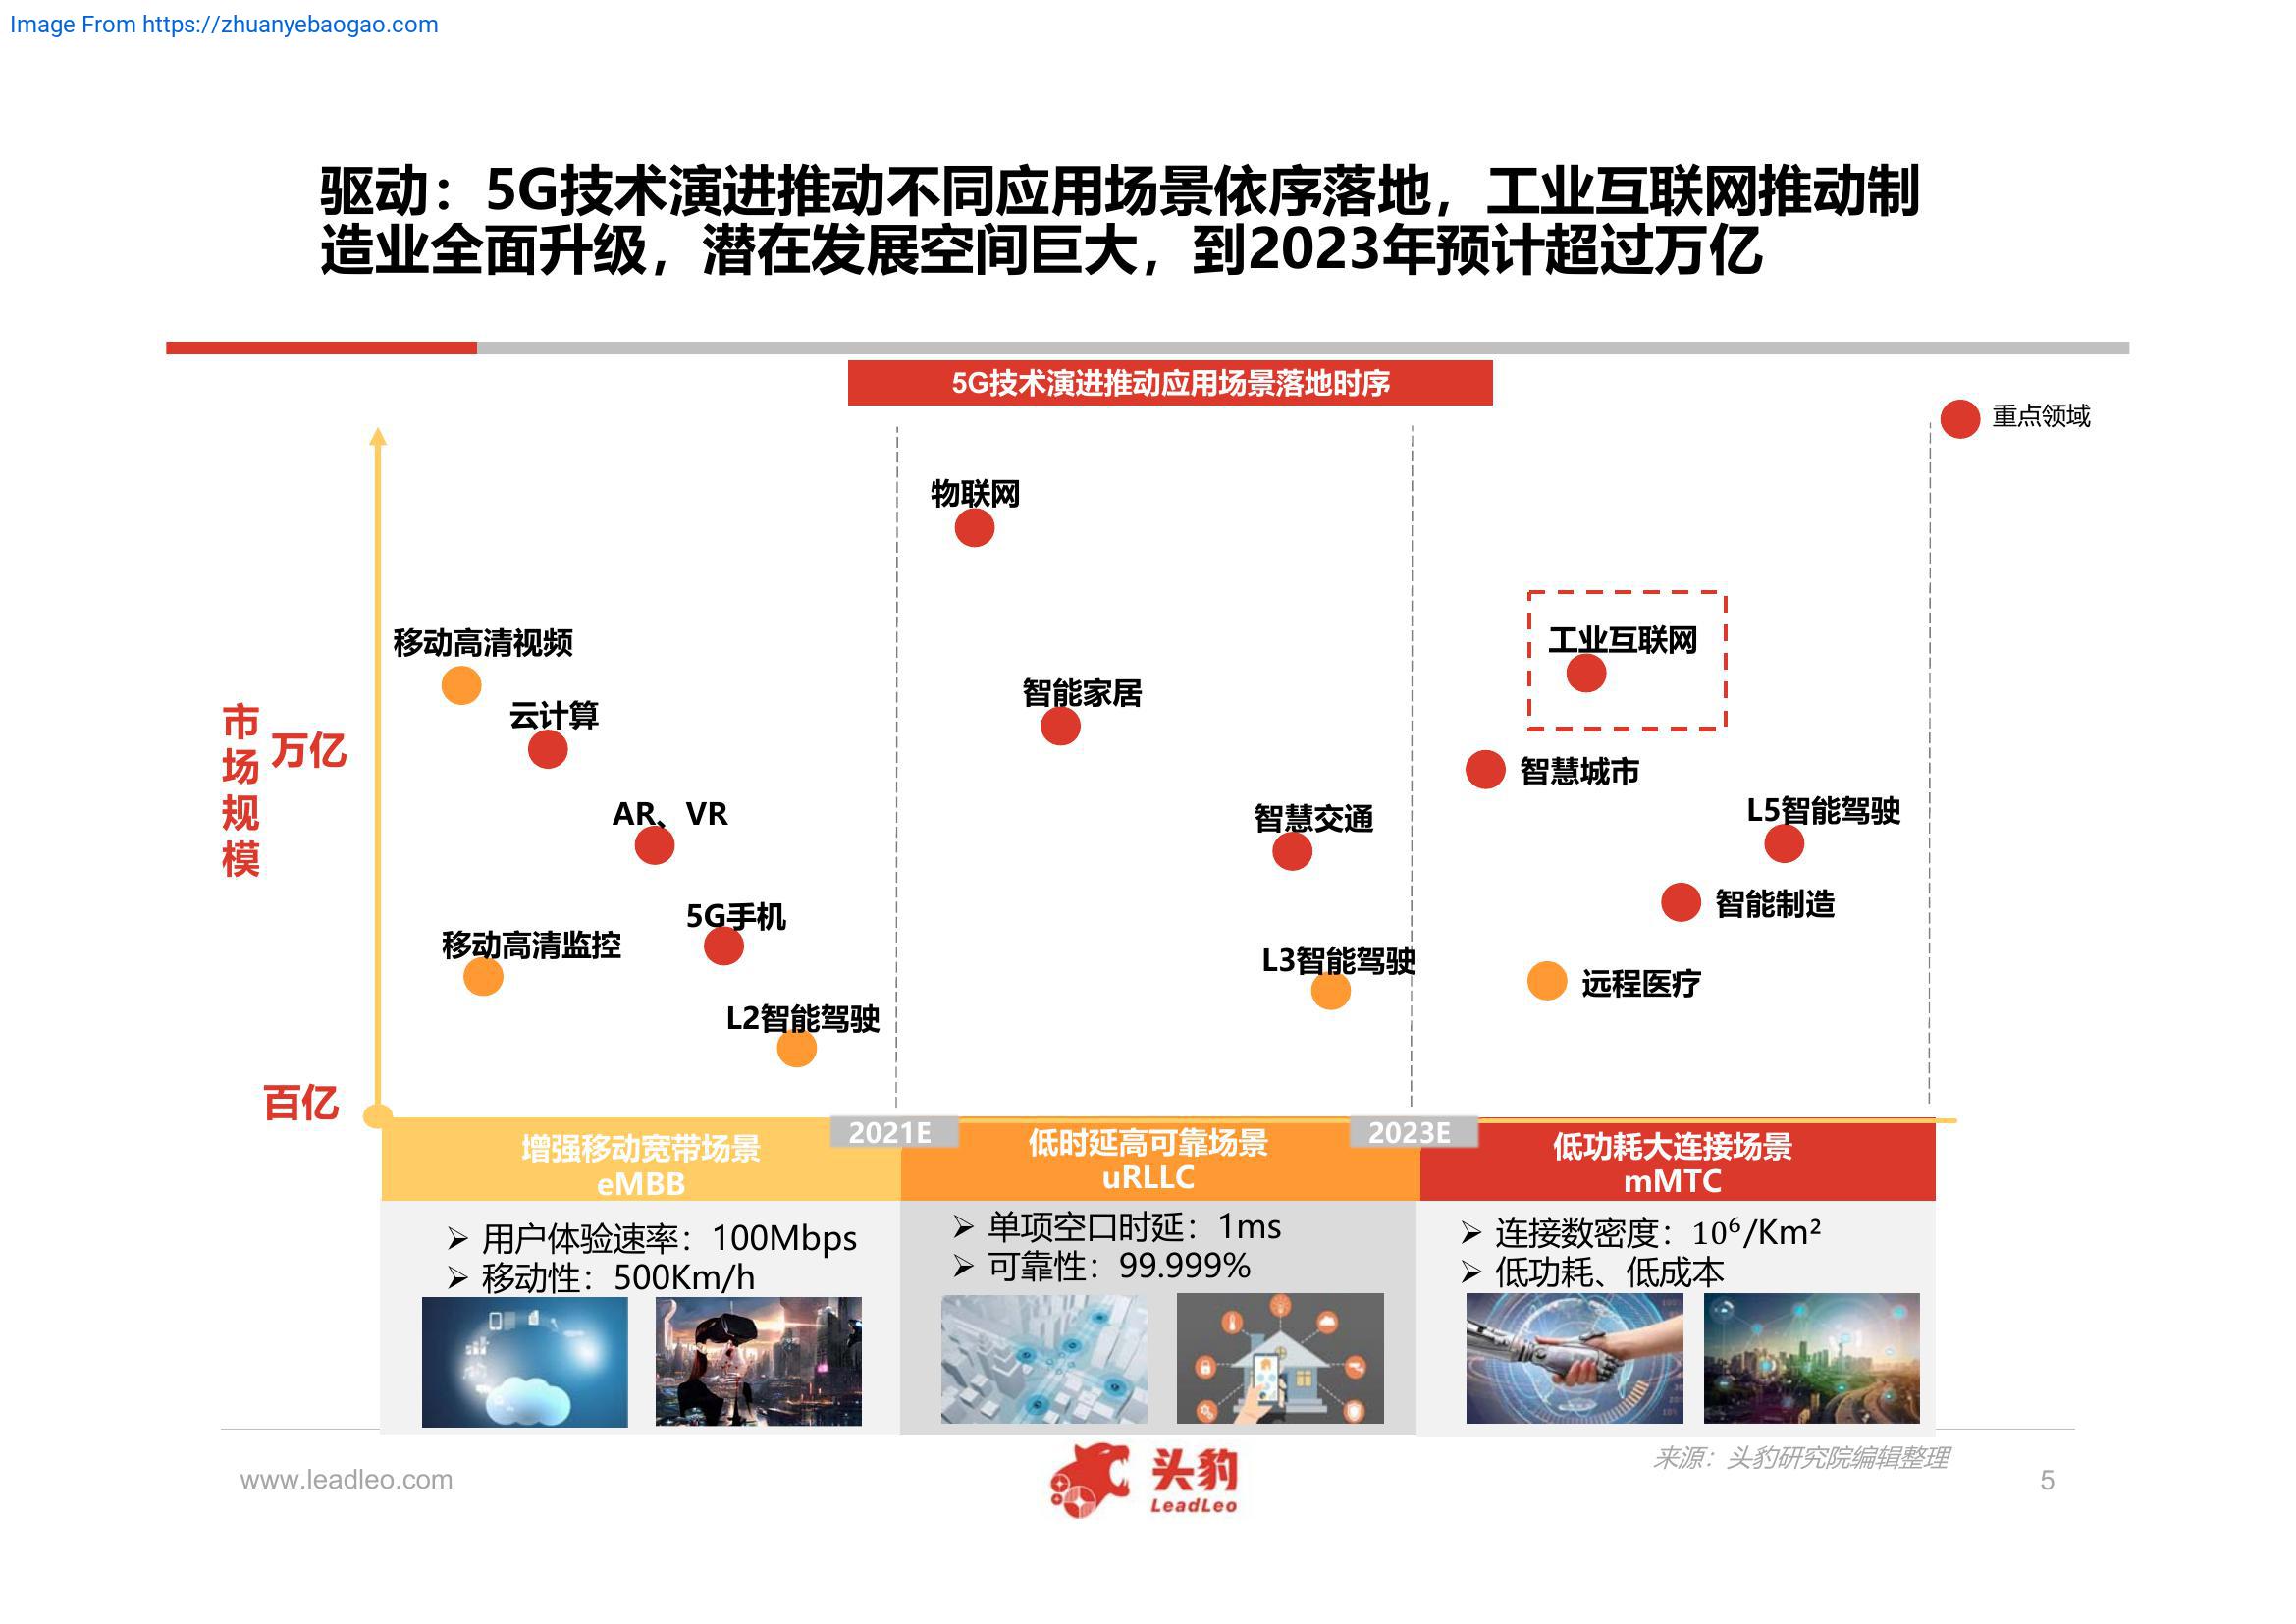 Image From https://zhuanyebaogao.com
驱动：5G技术演进推动不同应用场景依序落地，工业互联网推动制
造业全面升级，潜在发展空间巨大，到2023年预计超过万亿
5G技术演进推动应用场景落地时序
重点领域
物联网
移动高清视频
工业互联网
智能家居
云计算
市场规模
万亿
智慧城市
AR、VR
智慧交通
L5智能驾驶
5G手机
智能制造
移动高清监控
L3智能驾驶
远程医疗
L2智能驾驶
百亿
2021E
2023E
增强移动宽带场景
eMBB
低时延高可靠场景
uRLLC
低功耗大连接场景
mMTC
➢ 用户体验速率：100Mbps
➢ 移动性：500Km/h
➢ 单项空口时延：1ms
➢ 可靠性：99.999%
➢ 连接数密度：10⁶/Km²
➢ 低功耗、低成本
www.leadleo.com
头豹
LeadLeo
来源：头豹研究院编辑整理
5